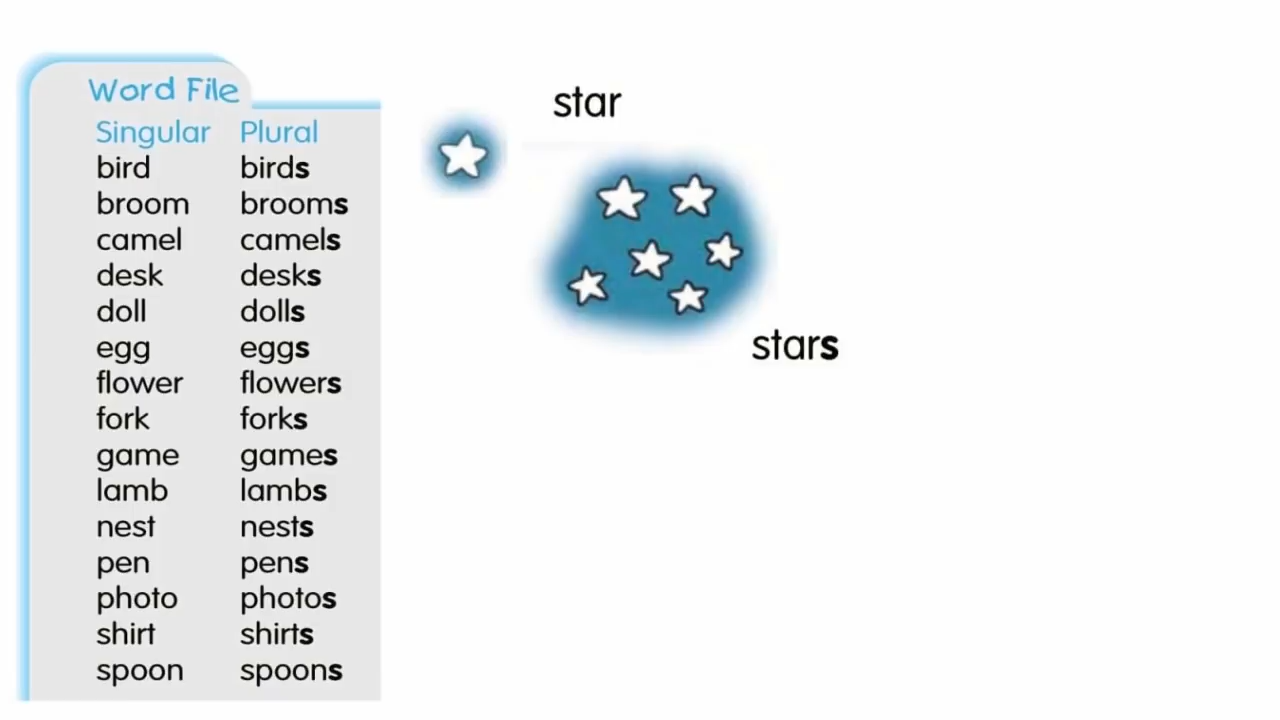 Word File
Singular Plural
bird birds
broom brooms
camel camels
desk desks
doll dolls
egg eggs
flower flowers
fork forks
game games
lamb lambs
nest nests
pen pens
photo photos
shirt shirts
spoon spoons
star
stars